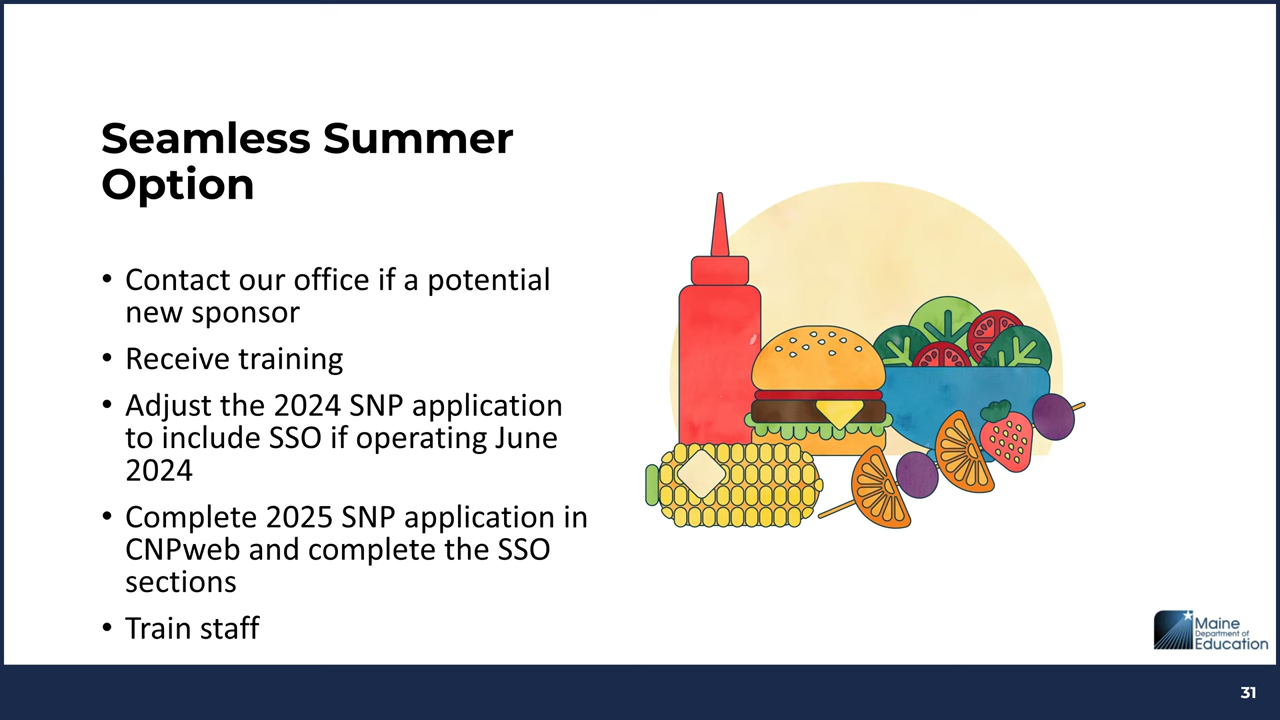 Seamless Summer
Option
• Contact our office if a potential
new sponsor
• Receive training
• Adjust the 2024 SNP application
to include SSO if operating June
2024
• Complete 2025 SNP application in
CNPweb and complete the SSO
sections
• Train staff
Maine
Department of
Education
31